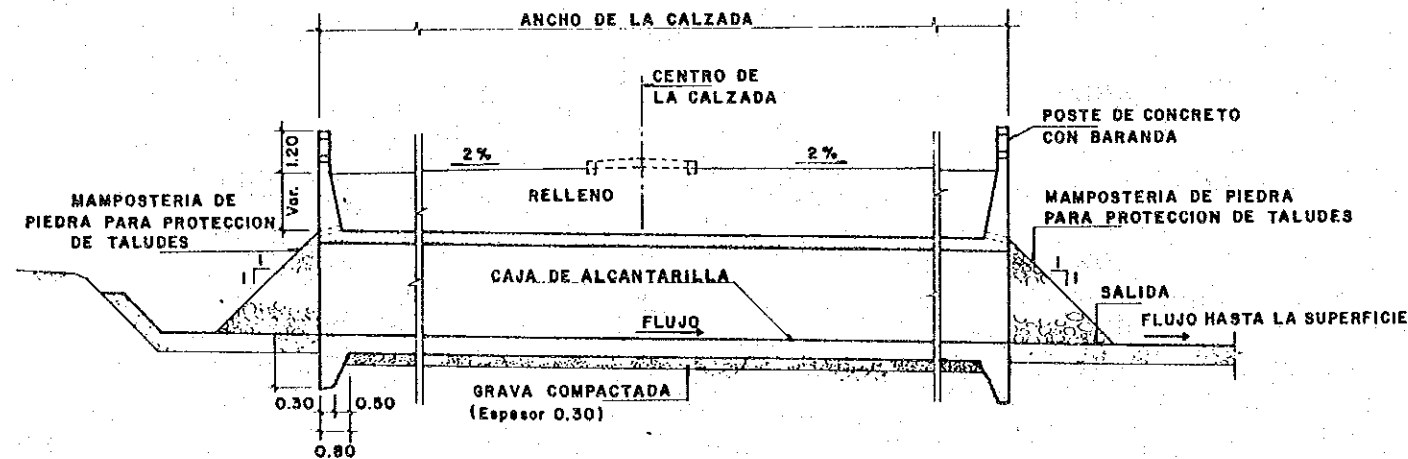 ANCHO DE LA CALZADA
CENTRO DE
LA CALZADA
POSTE DE CONCRETO
CON BARANDA
1.20
2%
2%
Var.
RELLENO
MAMPOSTERIA DE
PIEDRA PARA PROTECCION
DE TALUDES
MAMPOSTERIA DE PIEDRA
PARA PROTECCION DE TALUDES
1
1
1
1
CAJA DE ALCANTARILLA
SALIDA
FLUJO
FLUJO HASTA LA SUPERFICIE
GRAVA COMPACTADA
(Espesor 0.30)
0.30
0.50
0.80